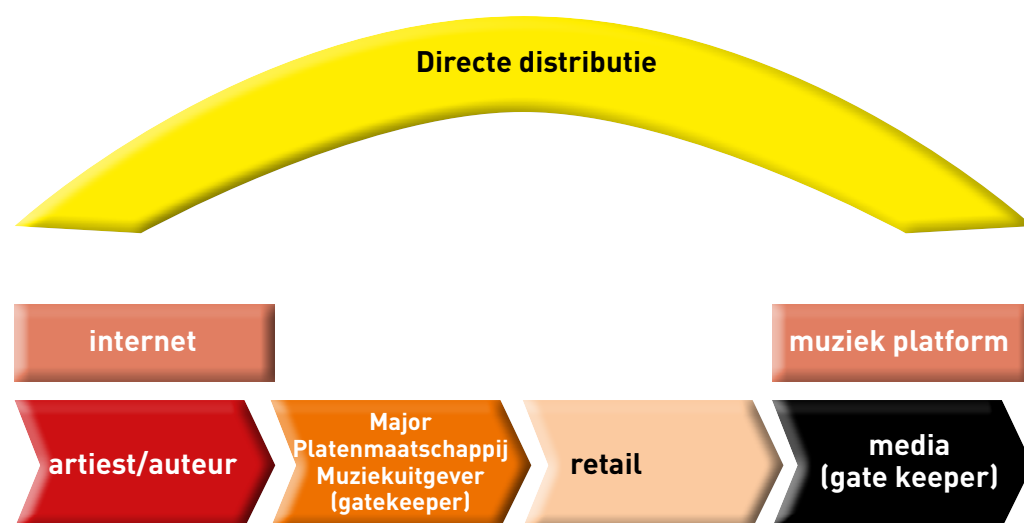 Directe distributie
internet
muziek platform
artiest/auteur
Major
Platenmaatschappij
Muziekuitgever
(gatekeeper)
retail
media
(gate keeper)